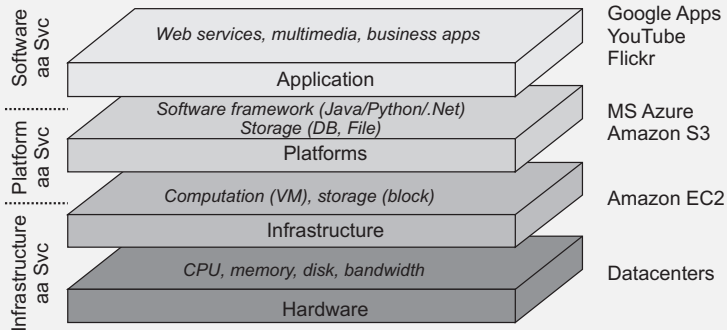 Software
aa Svc
Web services, multimedia, business apps
Application
Google Apps
YouTube
Flickr
Platform
aa Svc
Software framework (Java/Python/.Net)
Storage (DB, File)
Platforms
MS Azure
Amazon S3
Infrastructure
aa Svc
Computation (VM), storage (block)
Infrastructure
Amazon EC2
CPU, memory, disk, bandwidth
Hardware
Datacenters